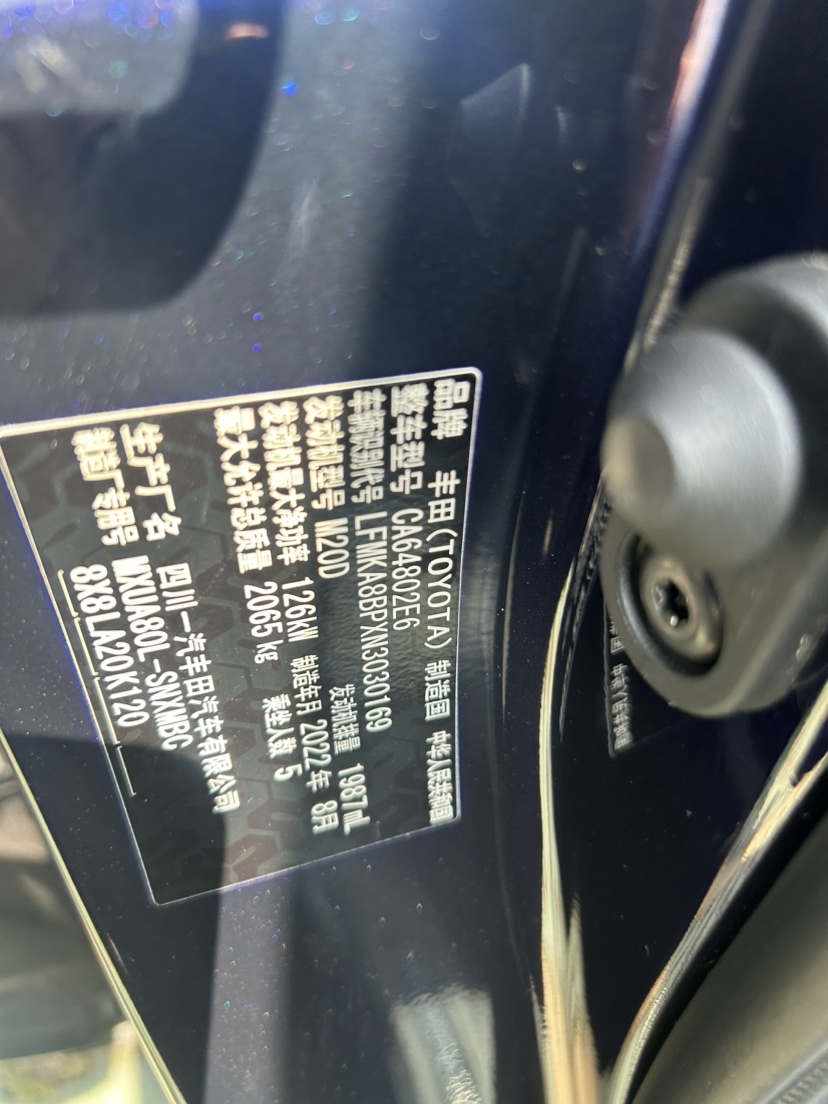 品牌 丰田(TOYOTA) 制造国 中华人民共和国
整车型号 CA64802E6
车辆识别代号 LFMKA8BPXN3030169
发动机型号 M20D 发动机排量 1987mL
发动机最大净功率 126kW 制造年月 2022年 8月
最大允许总质量 2065kg 乘坐人数 5
生产厂名 四川一汽丰田汽车有限公司
制造厂专用号 MXUA80L-SNXMBC
8X8LA20K120